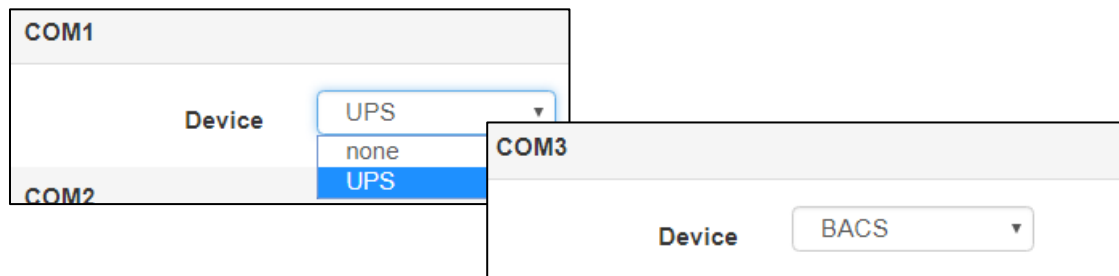 COM1
Device UPS
none
UPS
COM2
COM3
Device BACS